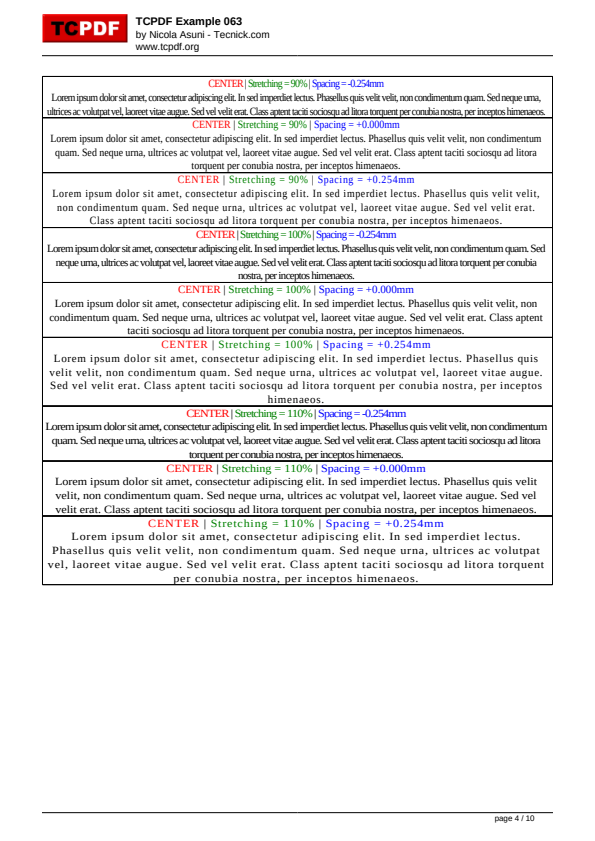 TCPDF
TCPDF Example 063
by Nicola Asuni - Tecnick.com
www.tcpdf.org
CENTER | Stretching = 90% | Spacing = -0.254mm
Lorem ipsum dolor sit amet, consectetur adipiscing elit. In sed imperdiet lectus. Phasellus quis velit velit, non condimentum quam. Sed neque urna,
ultrices ac volutpat vel, laoreet vitae augue. Sed vel velit erat. Class aptent taciti sociosqu ad litora torquent per conubia nostra, per inceptos himenaeos.
CENTER | Stretching = 90% | Spacing = +0.000mm
Lorem ipsum dolor sit amet, consectetur adipiscing elit. In sed imperdiet lectus. Phasellus quis velit velit, non condimentum
quam. Sed neque urna, ultrices ac volutpat vel, laoreet vitae augue. Sed vel velit erat. Class aptent taciti sociosqu ad litora
torquent per conubia nostra, per inceptos himenaeos.
CENTER | Stretching = 90% | Spacing = +0.254mm
Lorem ipsum dolor sit amet, consectetur adipiscing elit. In sed imperdiet lectus. Phasellus quis velit velit,
non condimentum quam. Sed neque urna, ultrices ac volutpat vel, laoreet vitae augue. Sed vel velit erat.
Class aptent taciti sociosqu ad litora torquent per conubia nostra, per inceptos himenaeos.
CENTER | Stretching = 100% | Spacing = -0.254mm
Lorem ipsum dolor sit amet, consectetur adipiscing elit. In sed imperdiet lectus. Phasellus quis velit velit, non condimentum quam. Sed
neque urna, ultrices ac volutpat vel, laoreet vitae augue. Sed vel velit erat. Class aptent taciti sociosqu ad litora torquent per conubia
nostra, per inceptos himenaeos.
CENTER | Stretching = 100% | Spacing = +0.000mm
Lorem ipsum dolor sit amet, consectetur adipiscing elit. In sed imperdiet lectus. Phasellus quis velit velit, non
condimentum quam. Sed neque urna, ultrices ac volutpat vel, laoreet vitae augue. Sed vel velit erat. Class aptent
taciti sociosqu ad litora torquent per conubia nostra, per inceptos himenaeos.
CENTER | Stretching = 100% | Spacing = +0.254mm
Lorem ipsum dolor sit amet, consectetur adipiscing elit. In sed imperdiet lectus. Phasellus quis
velit velit, non condimentum quam. Sed neque urna, ultrices ac volutpat vel, laoreet vitae augue.
Sed vel velit erat. Class aptent taciti sociosqu ad litora torquent per conubia nostra, per inceptos
himenaeos.
CENTER | Stretching = 110% | Spacing = -0.254mm
Lorem ipsum dolor sit amet, consectetur adipiscing elit. In sed imperdiet lectus. Phasellus quis velit velit, non condimentum
quam. Sed neque urna, ultrices ac volutpat vel, laoreet vitae augue. Sed vel velit erat. Class aptent taciti sociosqu ad litora
torquent per conubia nostra, per inceptos himenaeos.
CENTER | Stretching = 110% | Spacing = +0.000mm
Lorem ipsum dolor sit amet, consectetur adipiscing elit. In sed imperdiet lectus. Phasellus quis velit
velit, non condimentum quam. Sed neque urna, ultrices ac volutpat vel, laoreet vitae augue. Sed vel
velit erat. Class aptent taciti sociosqu ad litora torquent per conubia nostra, per inceptos himenaeos.
CENTER | Stretching = 110% | Spacing = +0.254mm
Lorem ipsum dolor sit amet, consectetur adipiscing elit. In sed imperdiet lectus.
Phasellus quis velit velit, non condimentum quam. Sed neque urna, ultrices ac volutpat
vel, laoreet vitae augue. Sed vel velit erat. Class aptent taciti sociosqu ad litora torquent
per conubia nostra, per inceptos himenaeos.
page 4 / 10